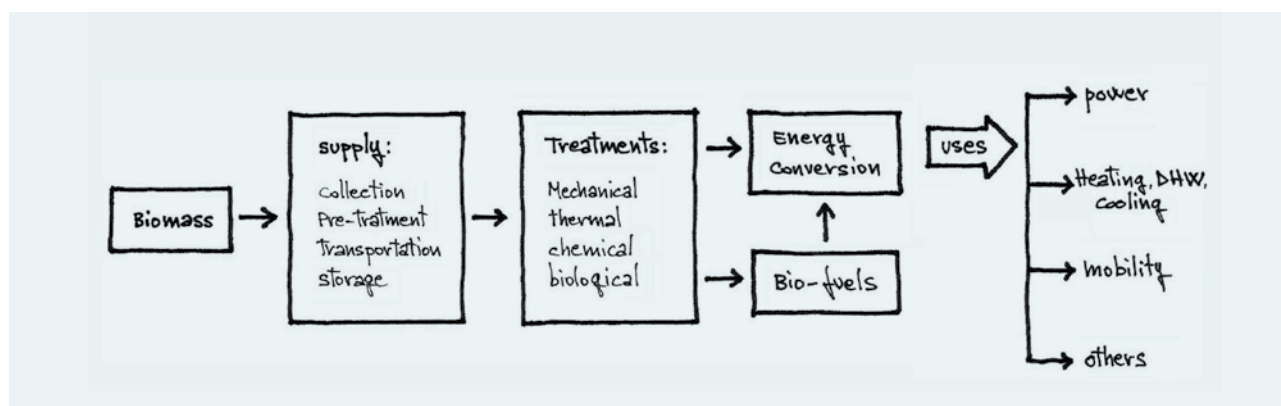 Biomass
supply:
collection
Pre-tratment
Transportation
storage
Treatments:
Mechanical
thermal
chemical
biological
Energy
Conversion
Bio-fuels
uses
power
Heating, DHW,
Cooling
mobility
others